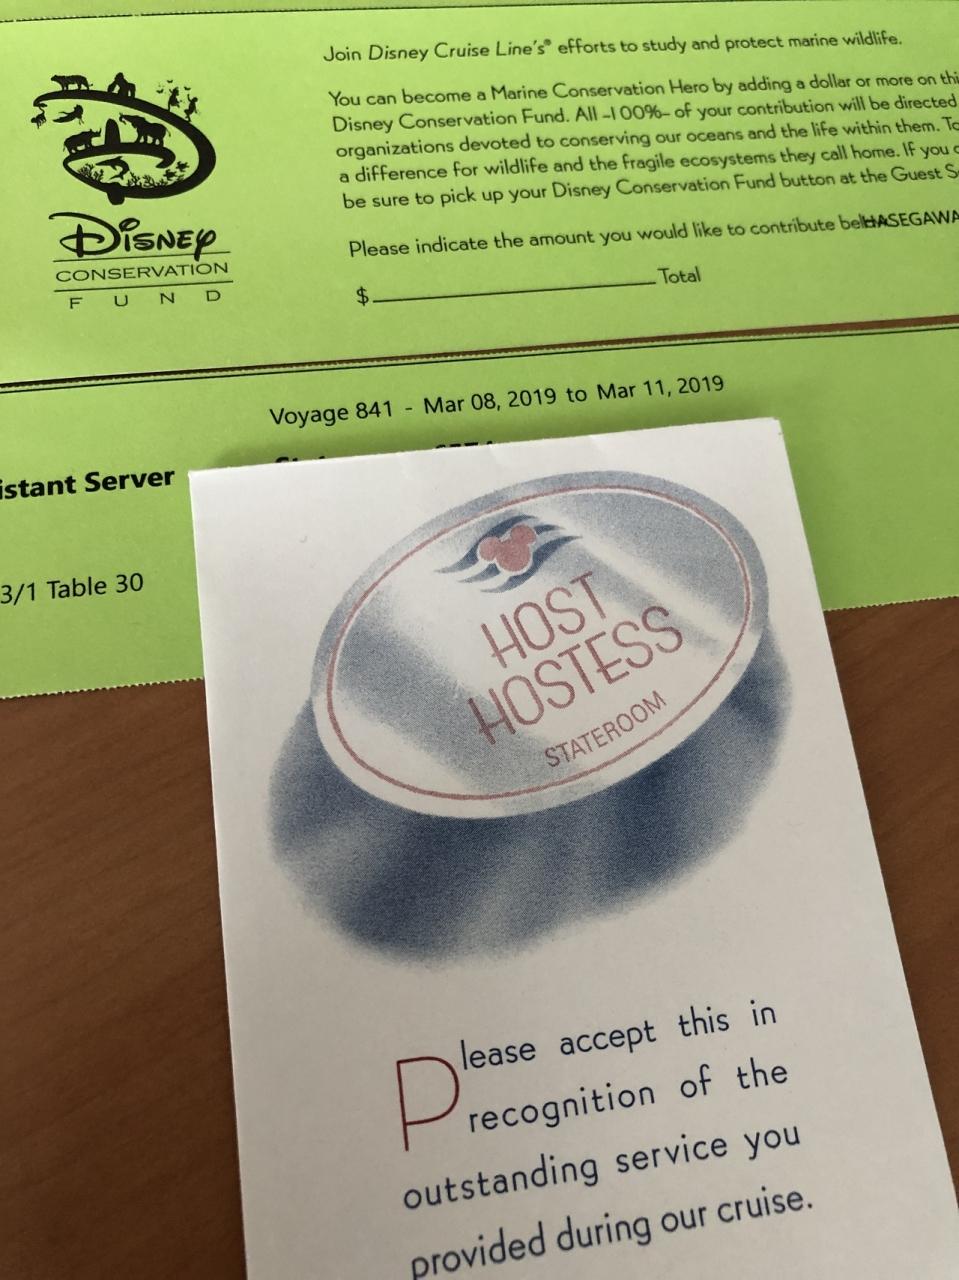 Join Disney Cruise Line's® efforts to study and protect marine wildlife.
You can become a Marine Conservation Hero by adding a dollar or more on thi
Disney Conservation Fund. All –100%– of your contribution will be directed
organizations devoted to conserving our oceans and the life within them. To
a difference for wildlife and the fragile ecosystems they call home. If you
be sure to pick up your Disney Conservation Fund button at the Guest S
Please indicate the amount you would like to contribute HASEGAWA
$ Total
DISNEY
CONSERVATION
FUND
Voyage 841 - Mar 08, 2019 to Mar 11, 2019
istant Server
3/1 Table 30
HOST
HOSTESS
STATEROOM
Please accept this in
recognition of the
outstanding service you
provided during our cruise.